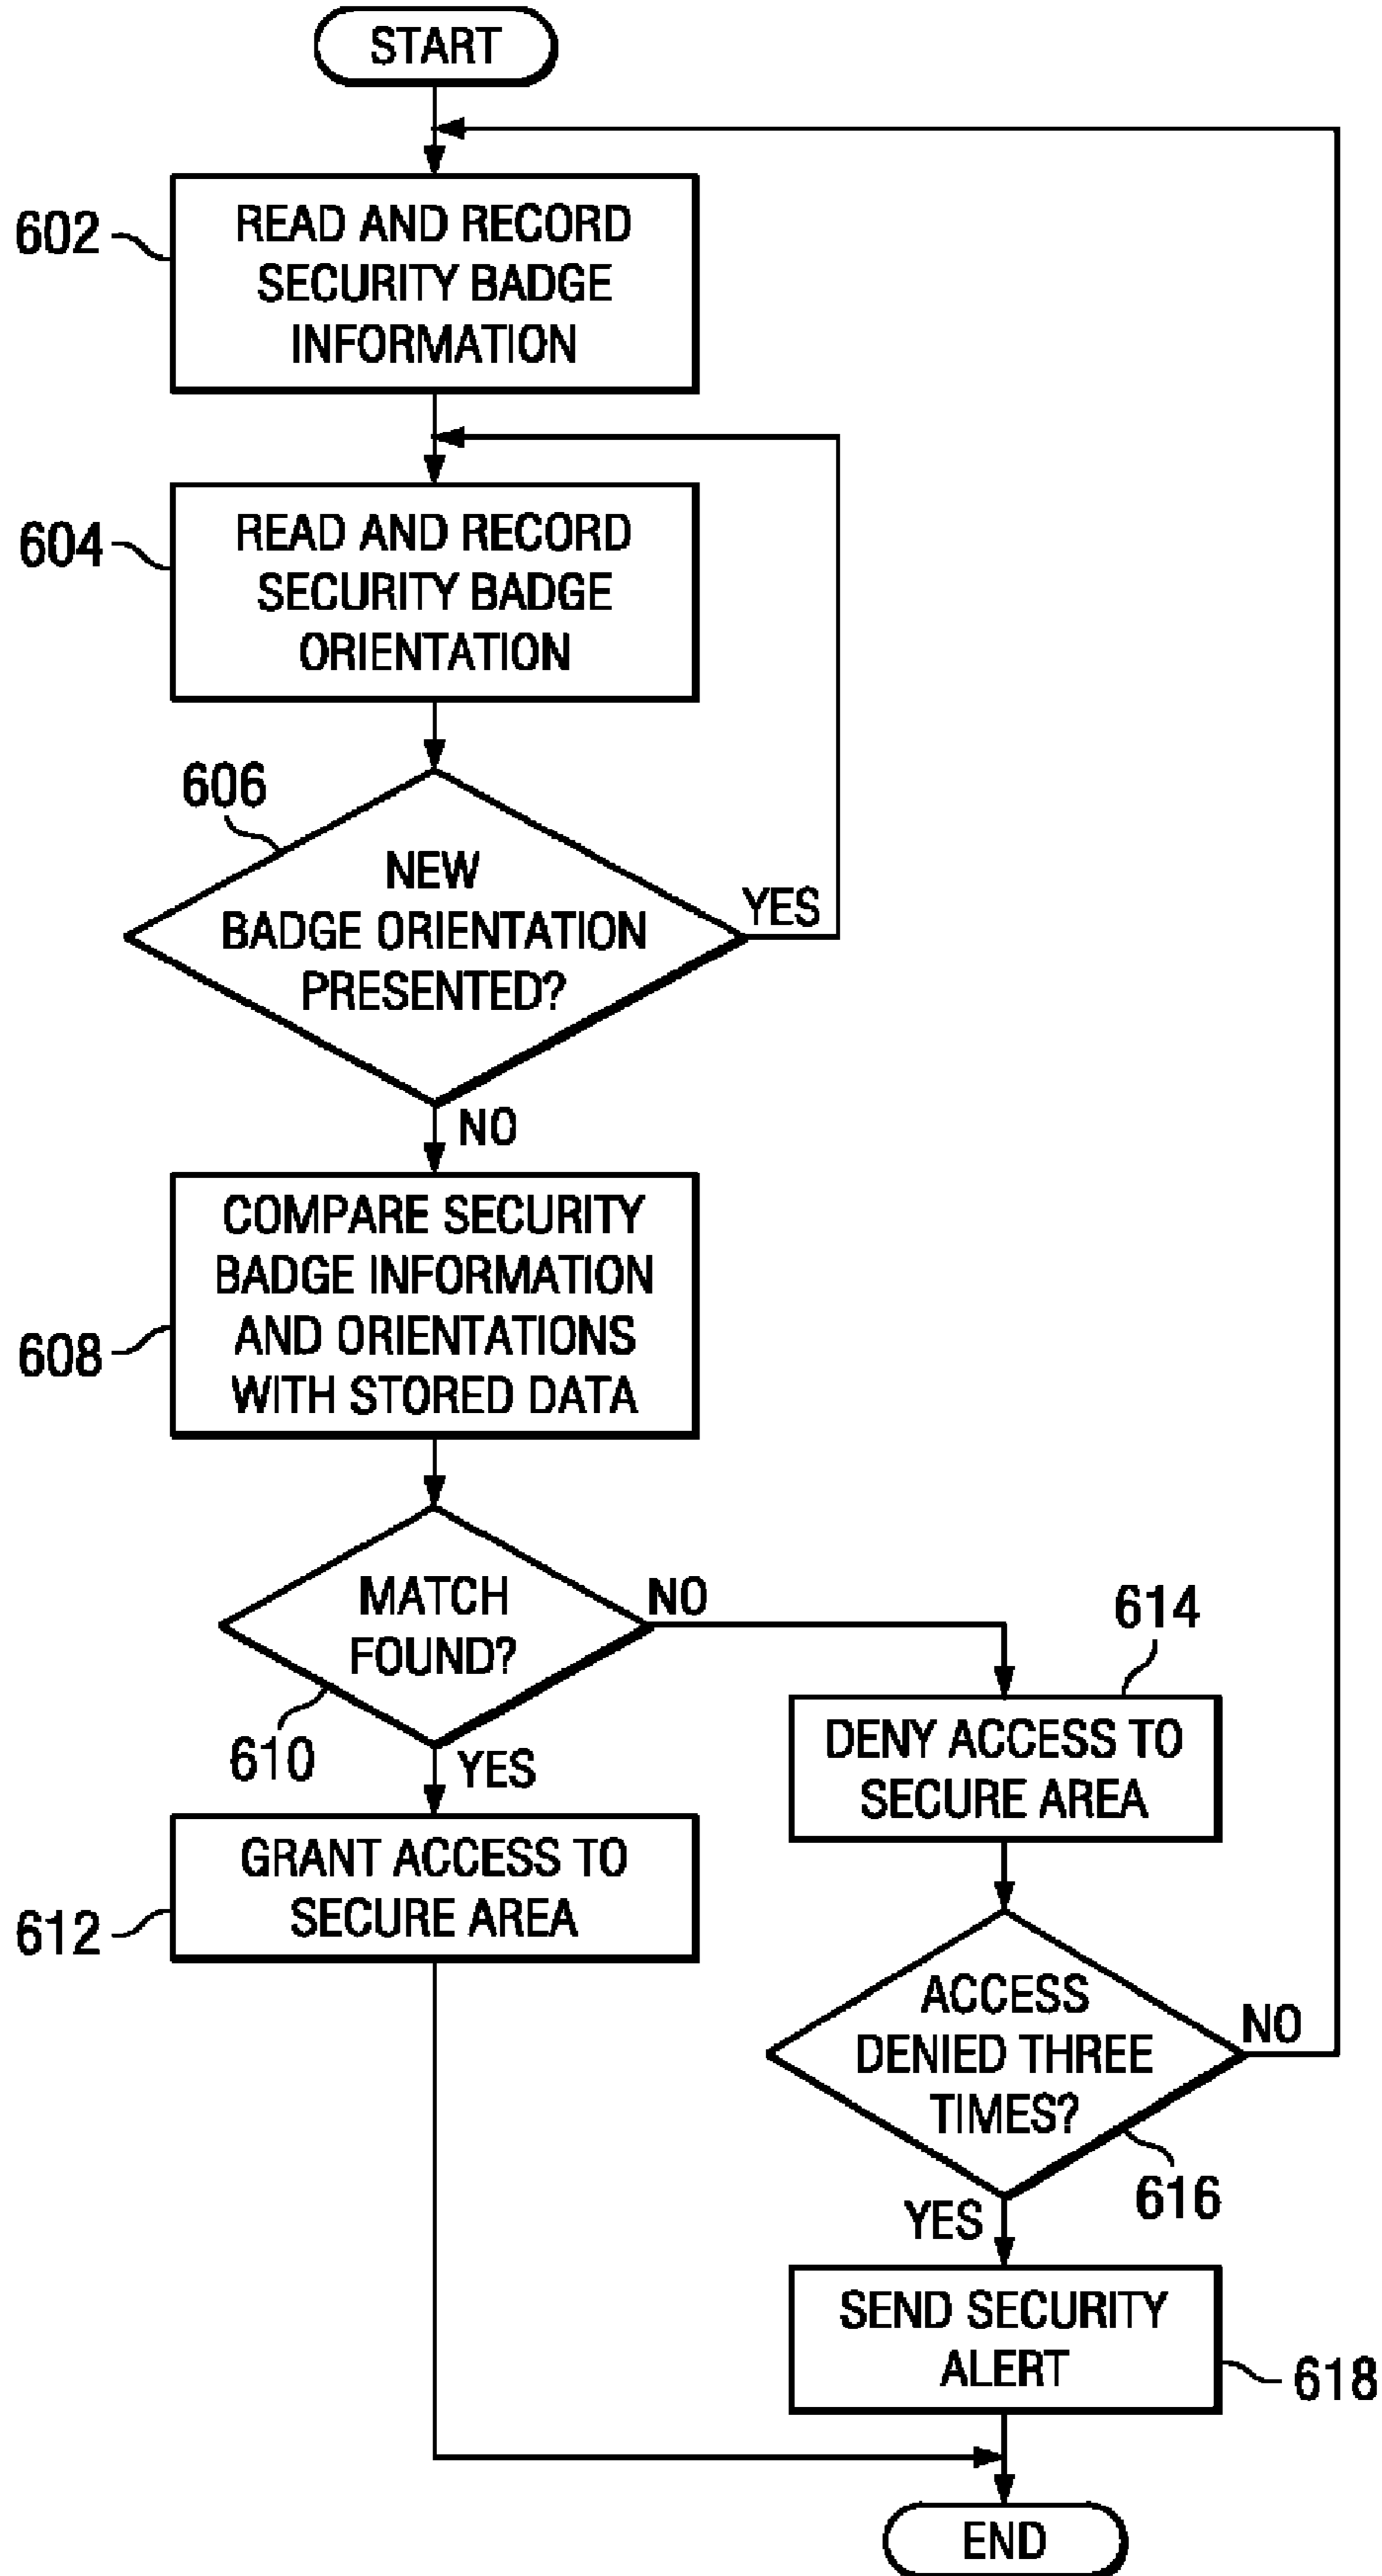 START
602
READ AND RECORD
SECURITY BADGE
INFORMATION
604
READ AND RECORD
SECURITY BADGE
ORIENTATION
606
NEW
BADGE ORIENTATION
PRESENTED?
YES
NO
608
COMPARE SECURITY
BADGE INFORMATION
AND ORIENTATIONS
WITH STORED DATA
MATCH
FOUND?
NO
610
YES
612
GRANT ACCESS TO
SECURE AREA
614
DENY ACCESS TO
SECURE AREA
ACCESS
DENIED THREE
TIMES?
NO
616
YES
SEND SECURITY
ALERT
618
END